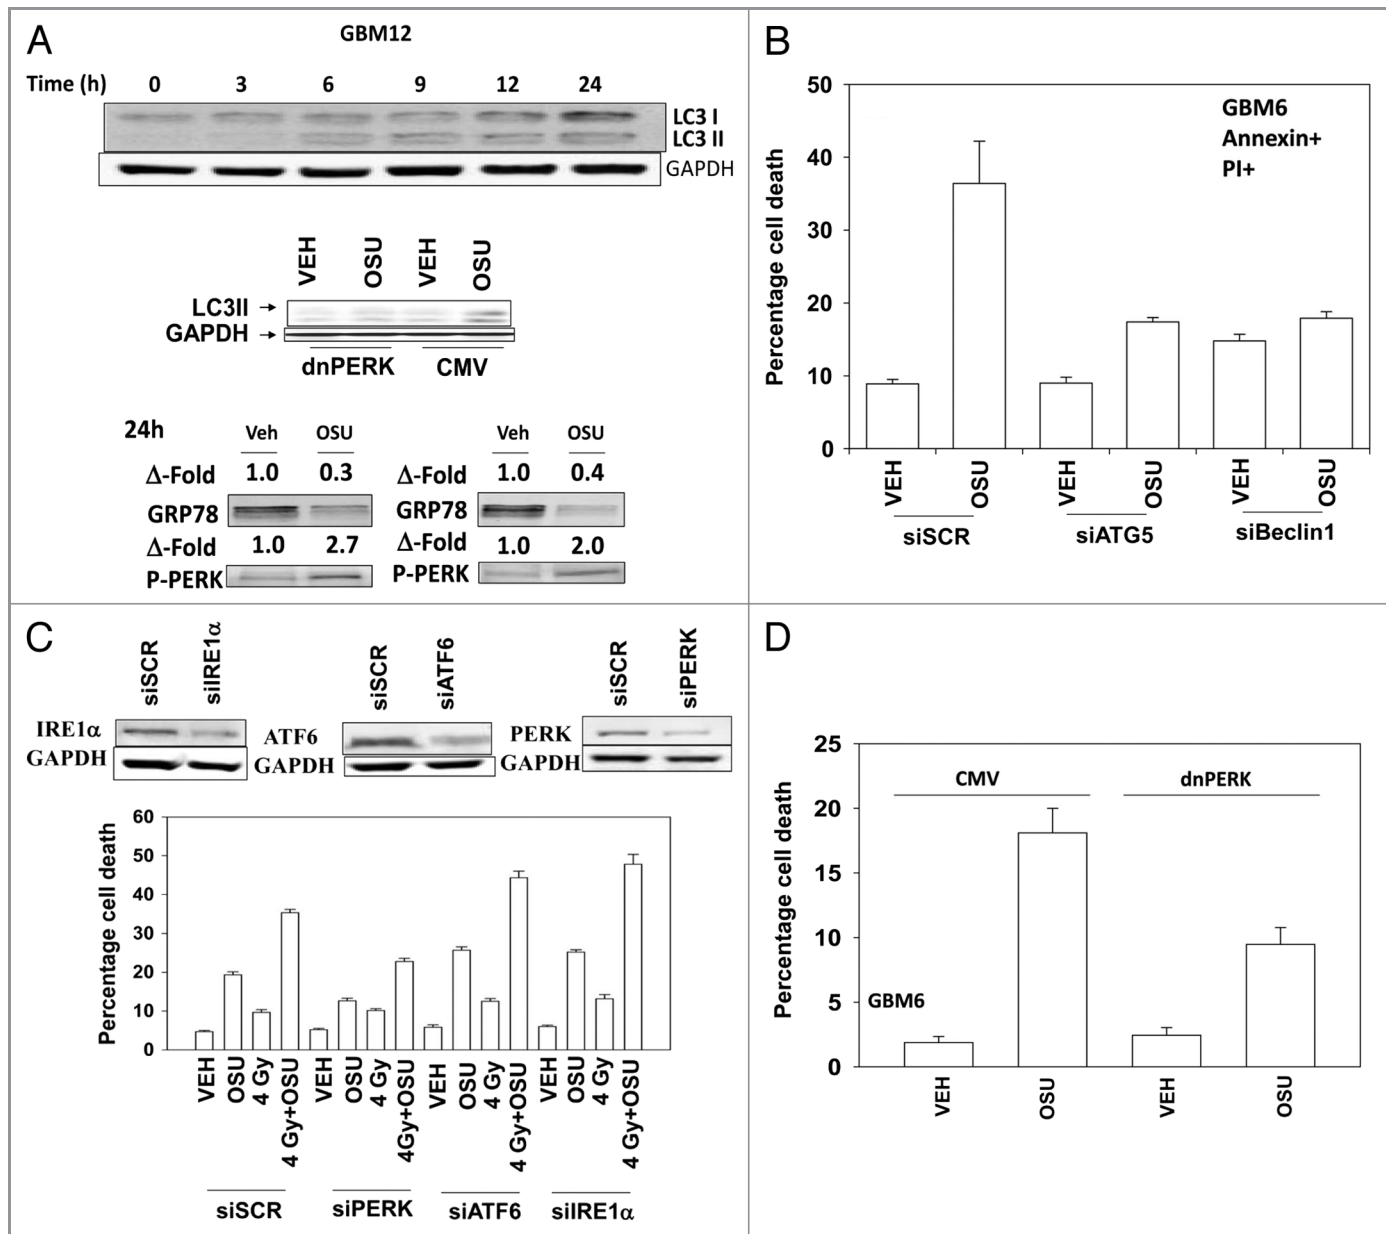 A
GBM12
Time (h) 0 3 6 9 12 24
LC3 I
LC3 II
GAPDH
VEH OSU VEH OSU
LC3II
GAPDH
dnPERK CMV
24h Veh OSU Veh OSU
Δ-Fold 1.0 0.3 Δ-Fold 1.0 0.4
GRP78 GRP78
Δ-Fold 1.0 2.7 Δ-Fold 1.0 2.0
P-PERK P-PERK
B
Percentage cell death
50
40
30
20
10
0
GBM6
Annexin+
PI+
VEH OSU VEH OSU VEH OSU
siSCR siATG5 siBeclin1
C
siSCR siIRE1α siSCR siATF6 siSCR siPERK
IRE1α ATF6 PERK
GAPDH GAPDH GAPDH
Percentage cell death
60
50
40
30
20
10
0
VEH OSU 4 Gy 4 Gy+OSU VEH OSU 4 Gy 4Gy+OSU VEH OSU 4 Gy 4 Gy+OSU VEH OSU 4 Gy 4 Gy+OSU
siSCR siPERK siATF6 siIRE1α
D
Percentage cell death
25
20
15
10
5
0
CMV dnPERK
GBM6
VEH OSU VEH OSU